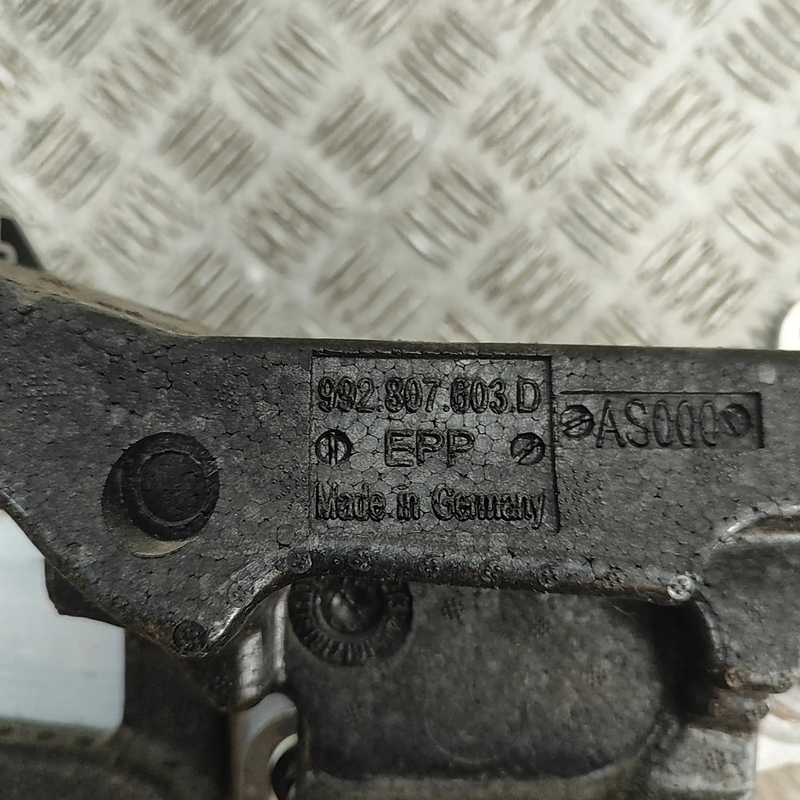 992.807.603.D
EPP
Made in Germany
AS000